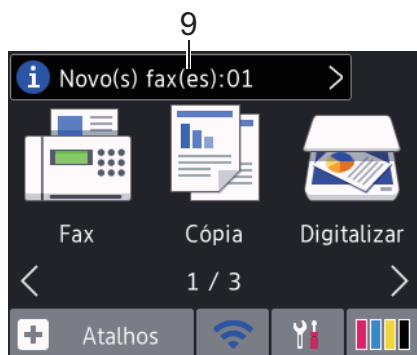 9
Novo(s) fax(es):01
Fax
Cópia
Digitalizar
1 / 3
Atalhos